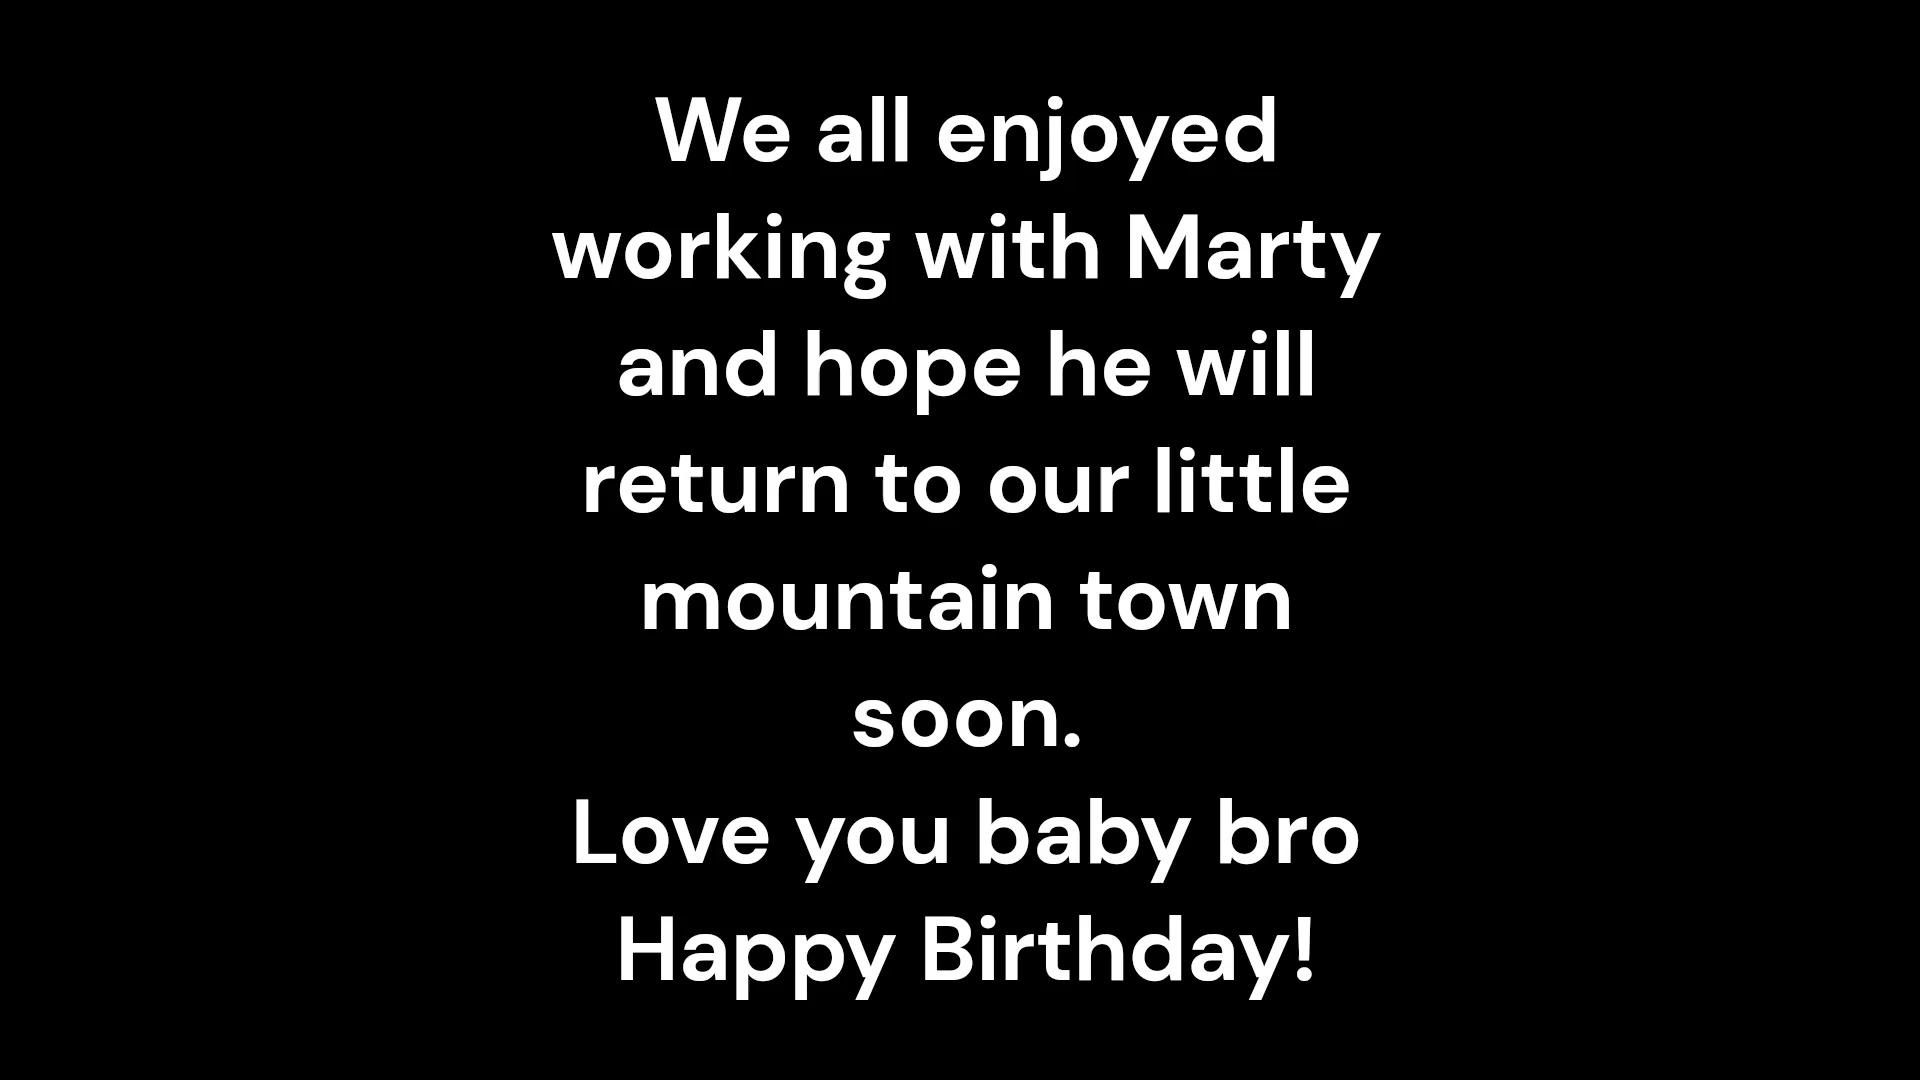 We all enjoyed
working with Marty
and hope he will
return to our little
mountain town
soon.
Love you baby bro
Happy Birthday!